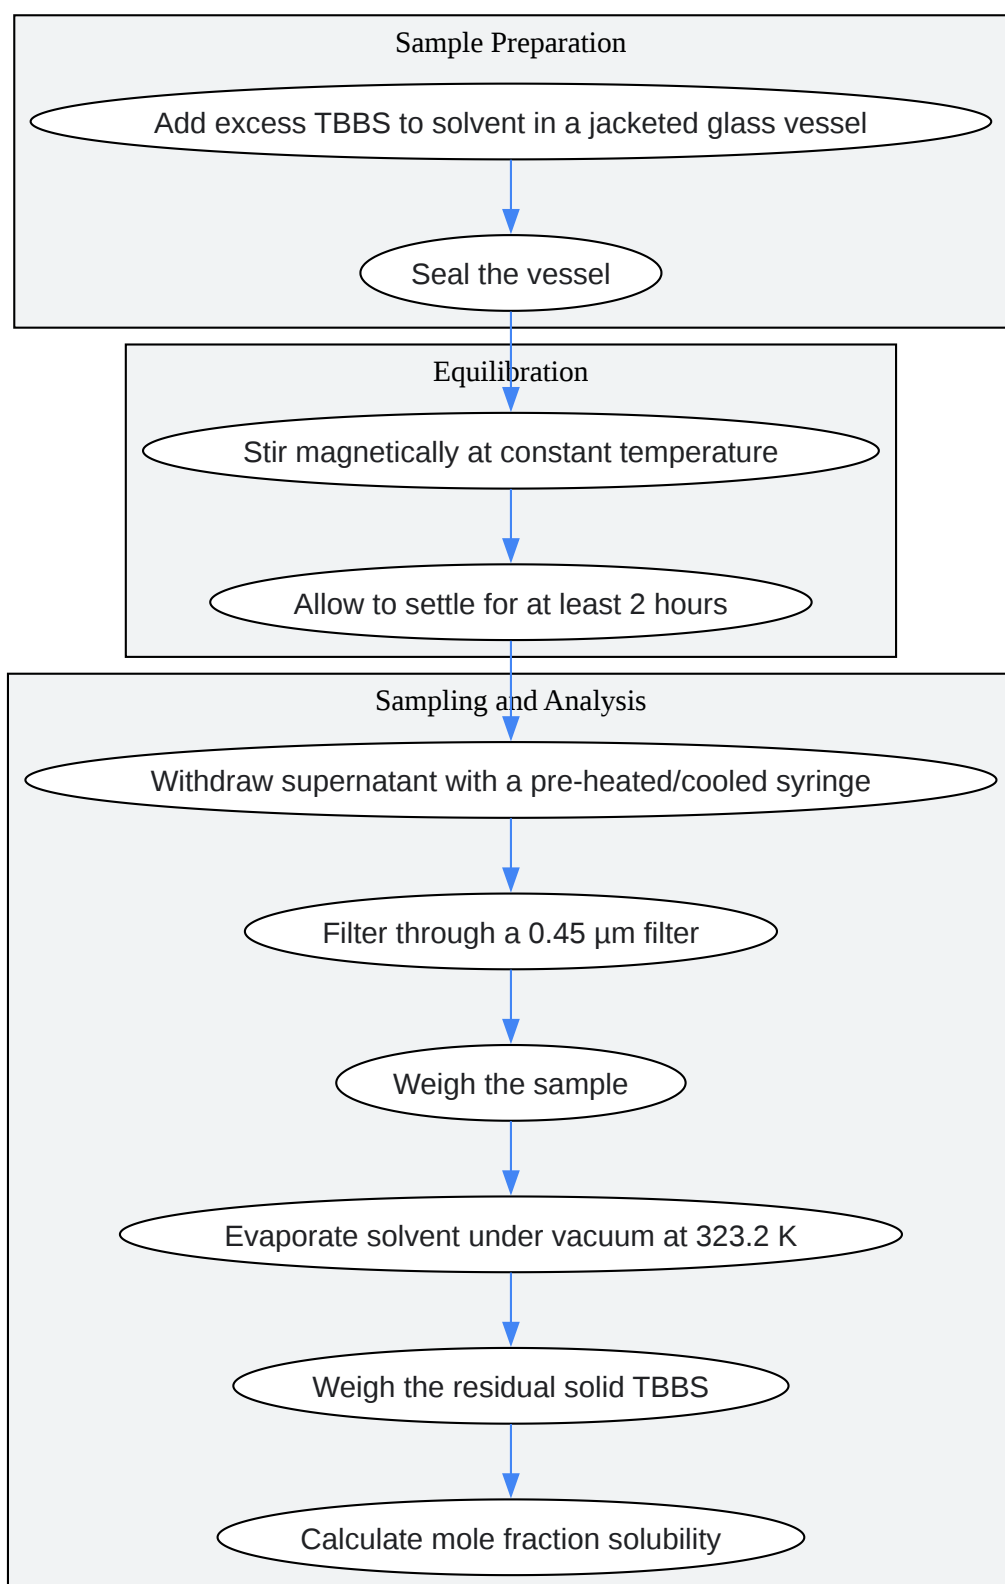 Sample Preparation
Add excess TBBS to solvent in a jacketed glass vessel
Seal the vessel
Equilibration
Stir magnetically at constant temperature
Allow to settle for at least 2 hours
Sampling and Analysis
Withdraw supernatant with a pre-heated/cooled syringe
Filter through a 0.45 µm filter
Weigh the sample
Evaporate solvent under vacuum at 323.2 K
Weigh the residual solid TBBS
Calculate mole fraction solubility